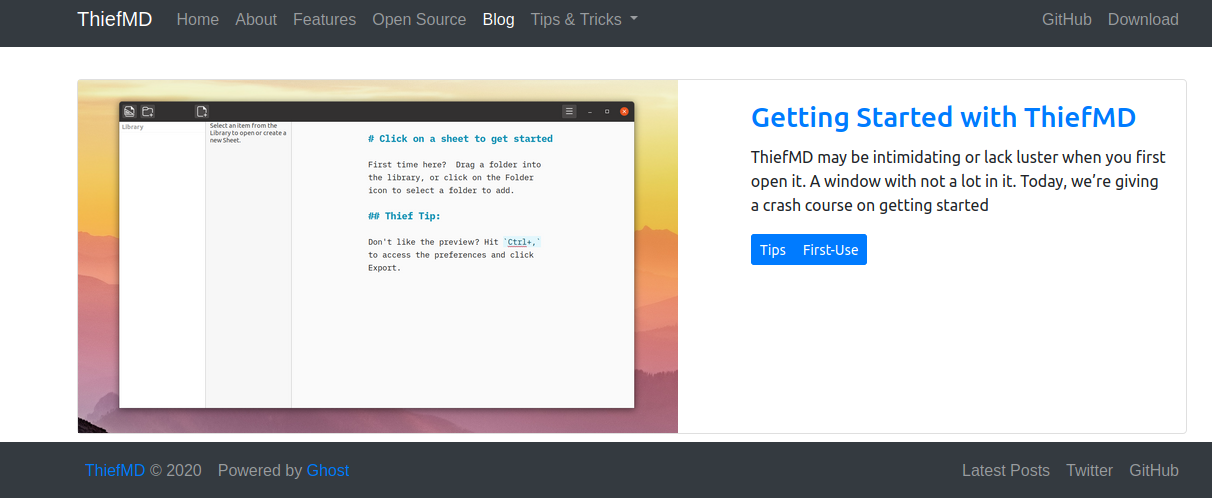 ThiefMD Home About Features Open Source Blog Tips & Tricks GitHub Download
Library
Select an item from the
Library to open or create a
new Sheet.
# Click on a sheet to get started
First time here?  Drag a folder into
the library, or click on the Folder
icon to select a folder to add.
## Thief Tip:
Don't like the preview? Hit `Ctrl+,`
to access the preferences and click
Export.
Getting Started with ThiefMD
ThiefMD may be intimidating or lack luster when you first
open it. A window with not a lot in it. Today, we’re giving
a crash course on getting started
Tips First-Use
ThiefMD © 2020 Powered by Ghost Latest Posts Twitter GitHub